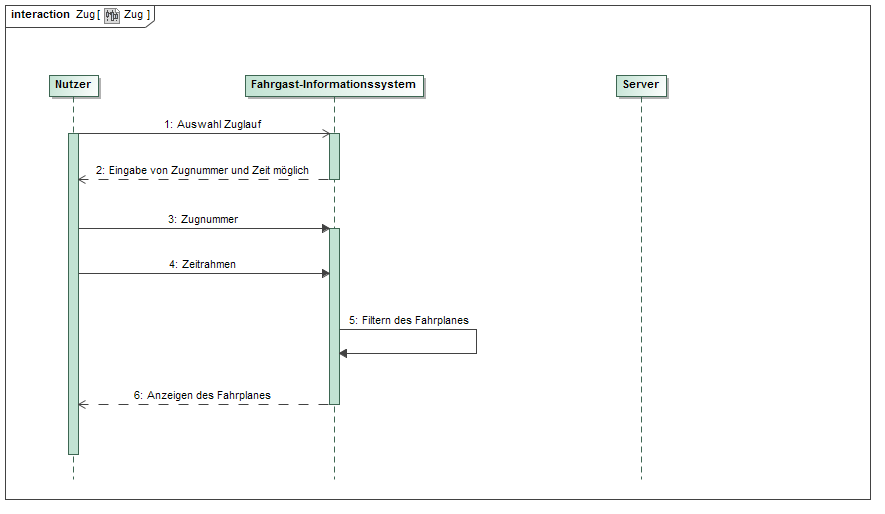 interaction Zug [ Zug ]
Nutzer
Fahrgast-Informationssystem
Server
1: Auswahl Zuglauf
2: Eingabe von Zugnummer und Zeit möglich
3: Zugnummer
4: Zeitrahmen
5: Filtern des Fahrplanes
6: Anzeigen des Fahrplanes